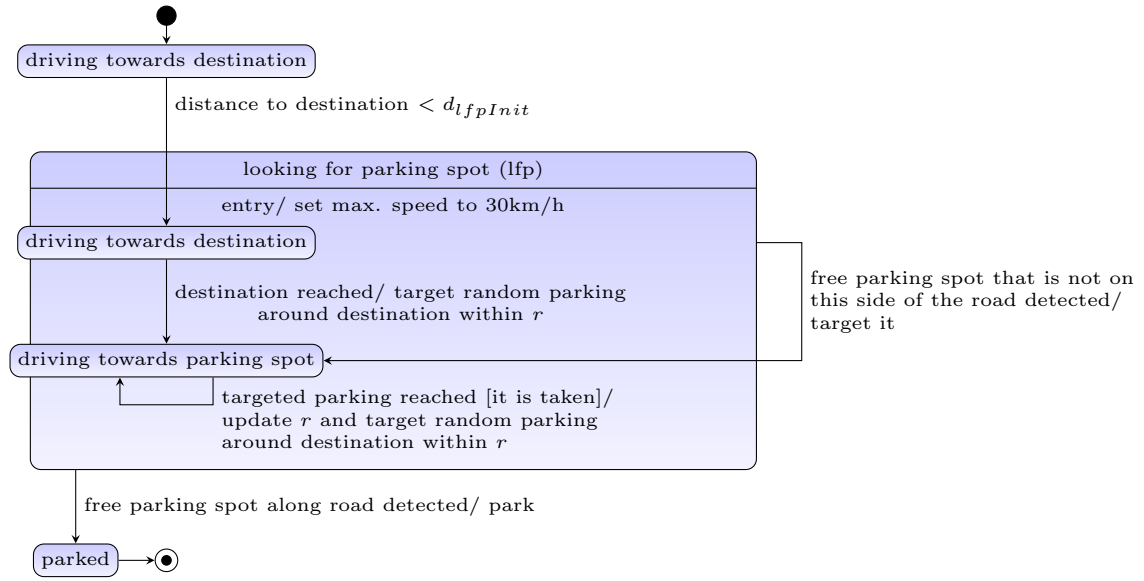 driving towards destination
distance to destination < d_{lfpInit}
looking for parking spot (lfp)
entry/ set max. speed to 30km/h
driving towards destination
free parking spot that is not on
this side of the road detected/
target it
destination reached/ target random parking
around destination within r
driving towards parking spot
targeted parking reached [it is taken]/
update r and target random parking
around destination within r
free parking spot along road detected/ park
parked